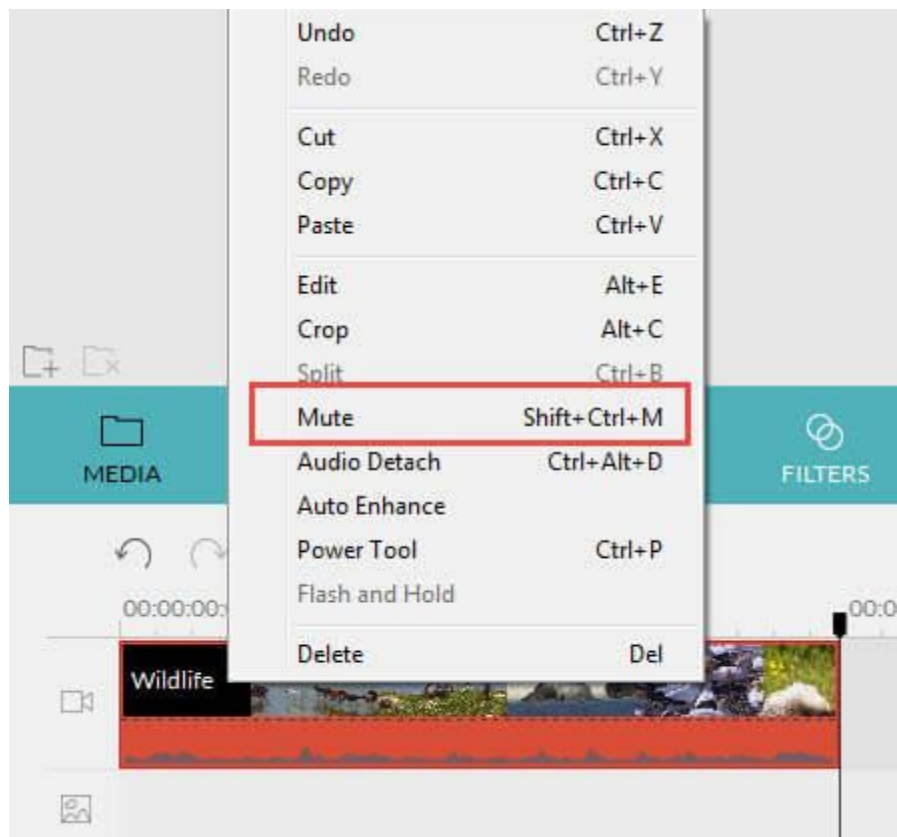 Undo Ctrl+Z
Redo Ctrl+Y
Cut Ctrl+X
Copy Ctrl+C
Paste Ctrl+V
Edit Alt+E
Crop Alt+C
Split Ctrl+B
Mute Shift+Ctrl+M
Audio Detach Ctrl+Alt+D
Auto Enhance
Power Tool Ctrl+P
Flash and Hold
Delete Del
MEDIA
FILTERS
00:00:00: 00:0
Wildlife